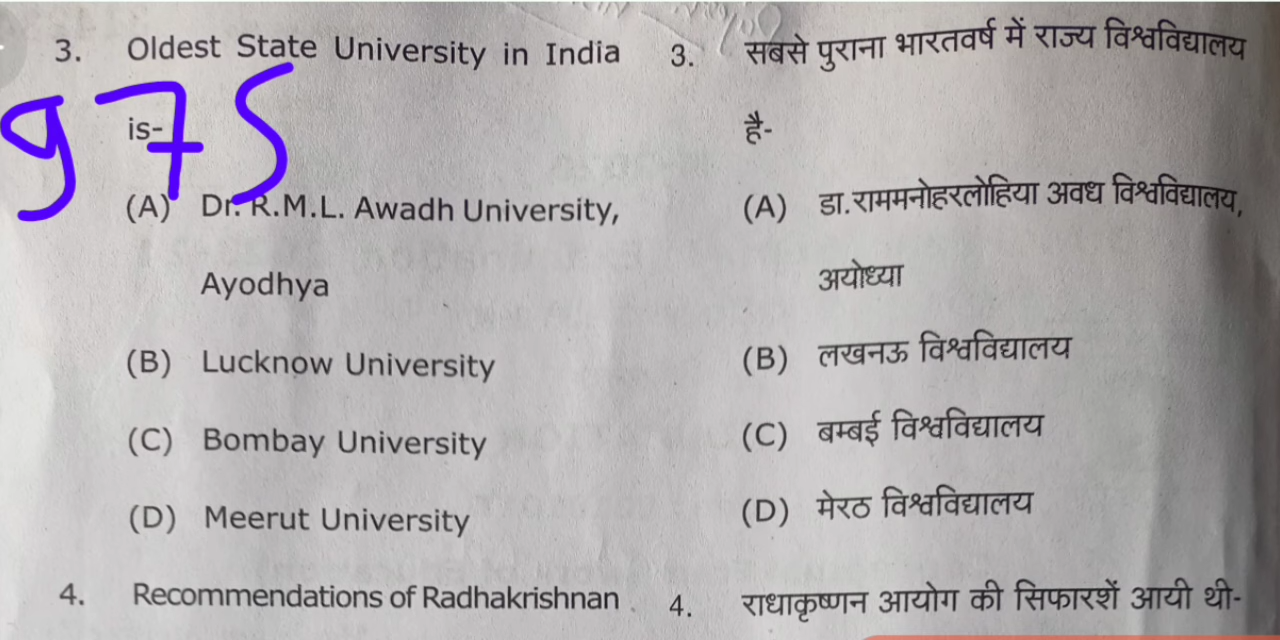 3. Oldest State University in India
is-
(A) Dr. R.M.L. Awadh University,
Ayodhya
(B) Lucknow University
(C) Bombay University
(D) Meerut University
4. Recommendations of Radhakrishnan
3. सबसे पुराना भारतवर्ष में राज्य विश्वविद्यालय
है-
(A) डा.राममनोहरलोहिया अवध विश्वविद्यालय,
अयोध्या
(B) लखनऊ विश्वविद्यालय
(C) बम्बई विश्वविद्यालय
(D) मेरठ विश्वविद्यालय
4. राधाकृष्णन आयोग की सिफारशें आयी थी-
975